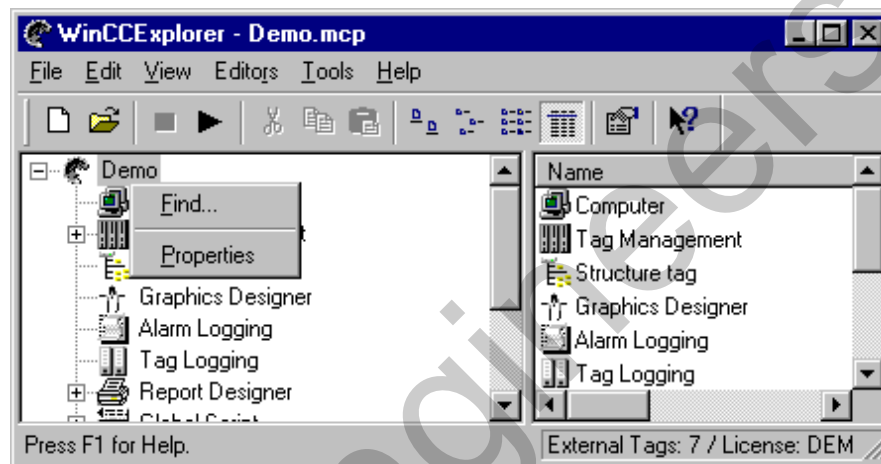 WinCCExplorer - Demo.mcp
File Edit View Editors Tools Help
Demo
Find...
Properties
Graphics Designer
Alarm Logging
Tag Logging
Report Designer
Name
Computer
Tag Management
Structure tag
Graphics Designer
Alarm Logging
Tag Logging
Press F1 for Help.
External Tags: 7 / License: DEM